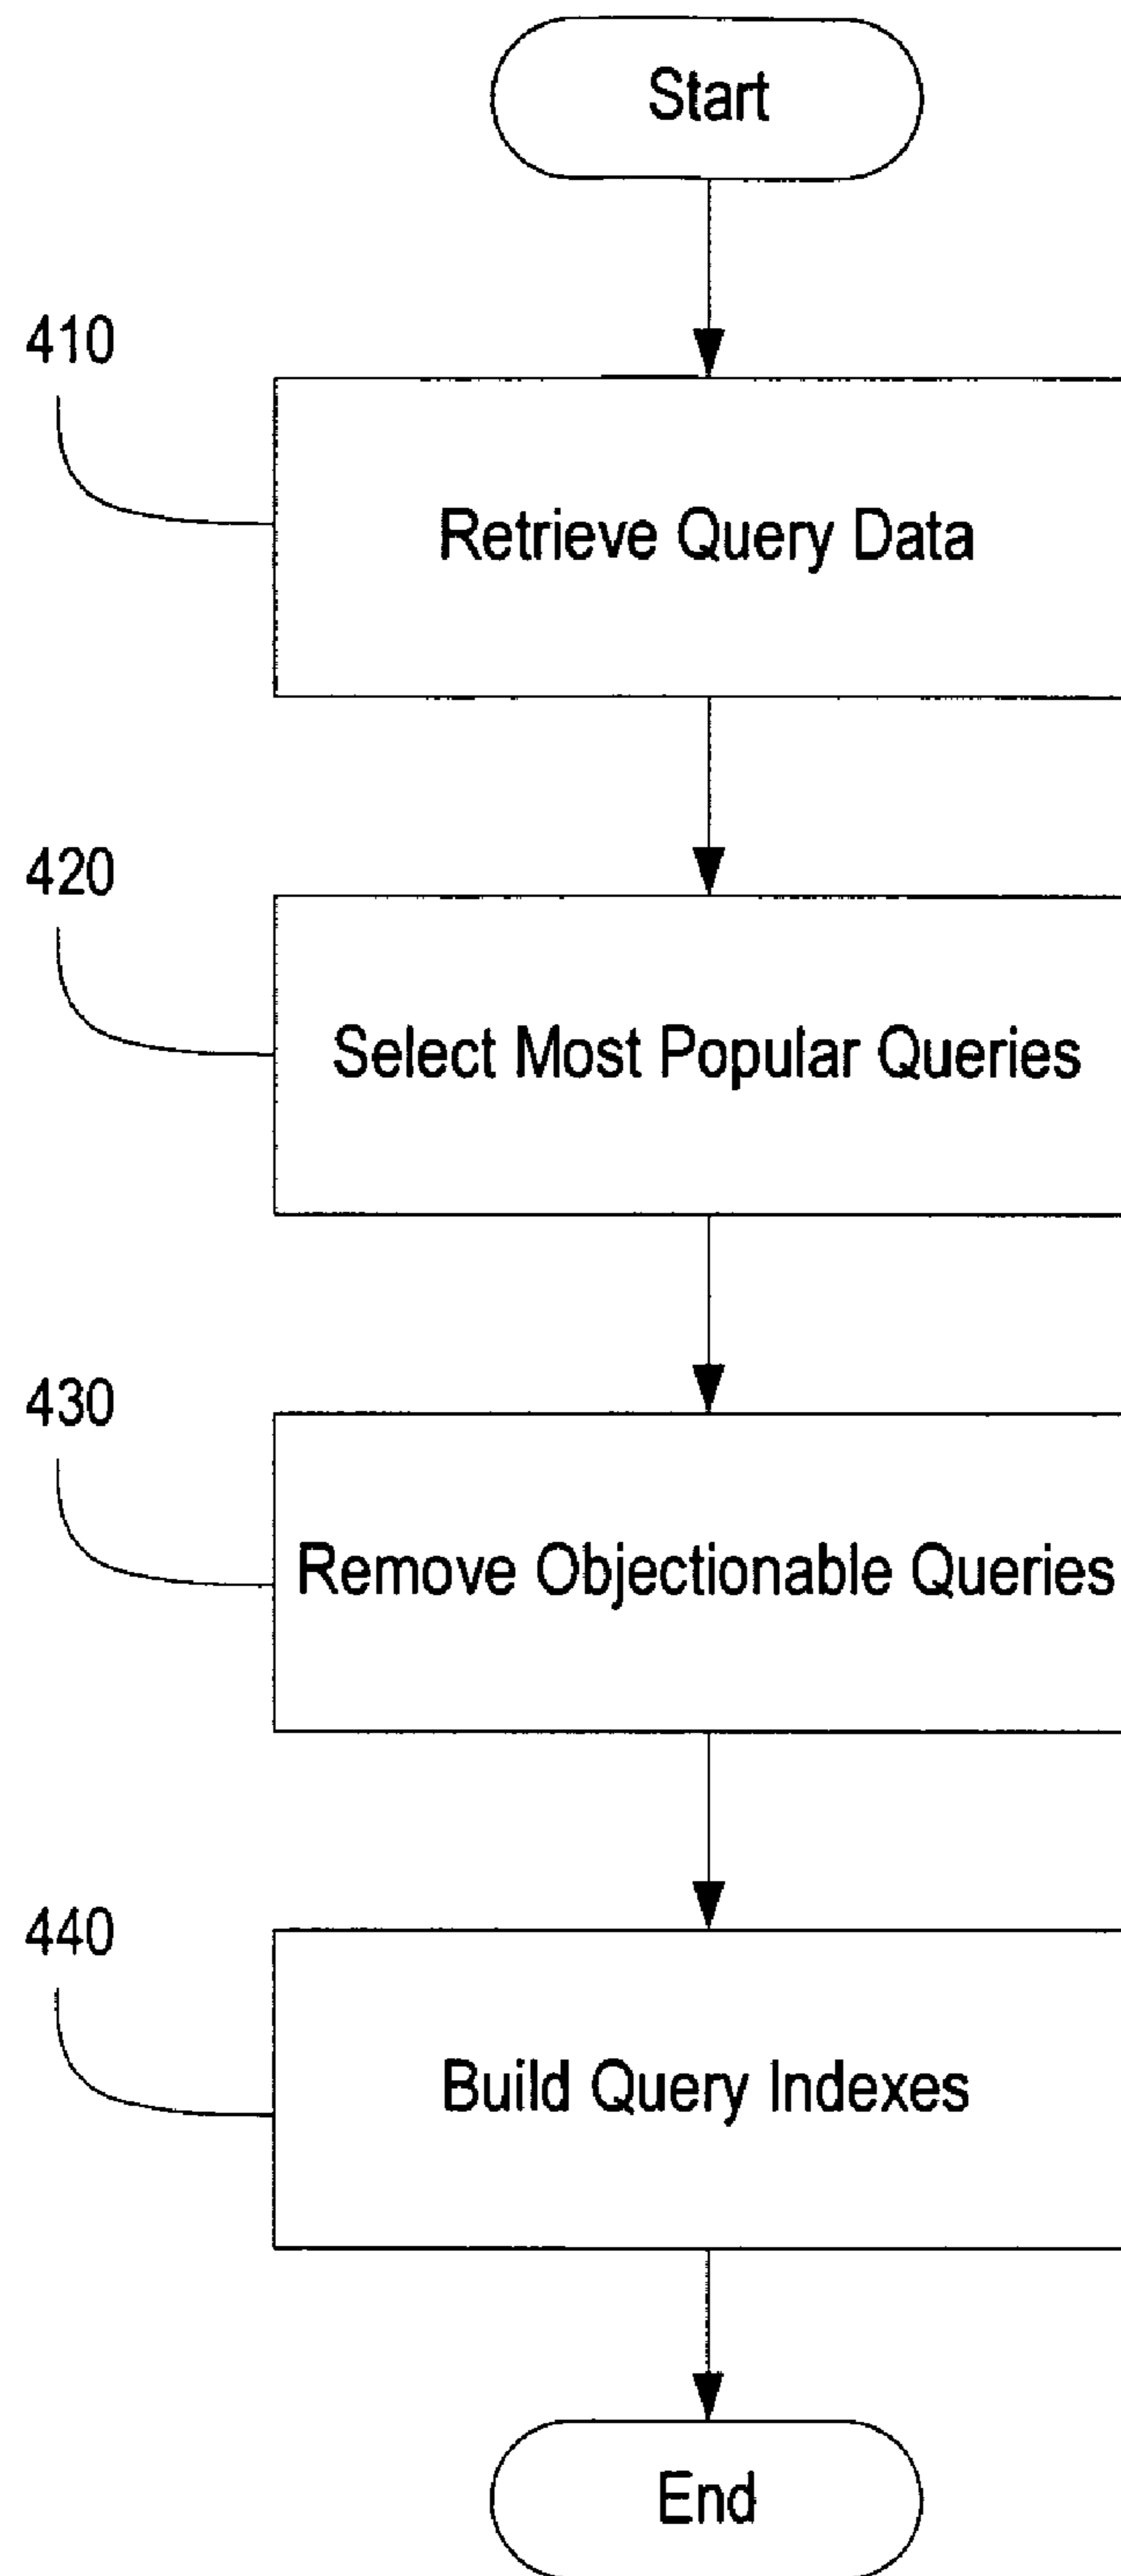 Start
410
Retrieve Query Data
420
Select Most Popular Queries
430
Remove Objectionable Queries
440
Build Query Indexes
End